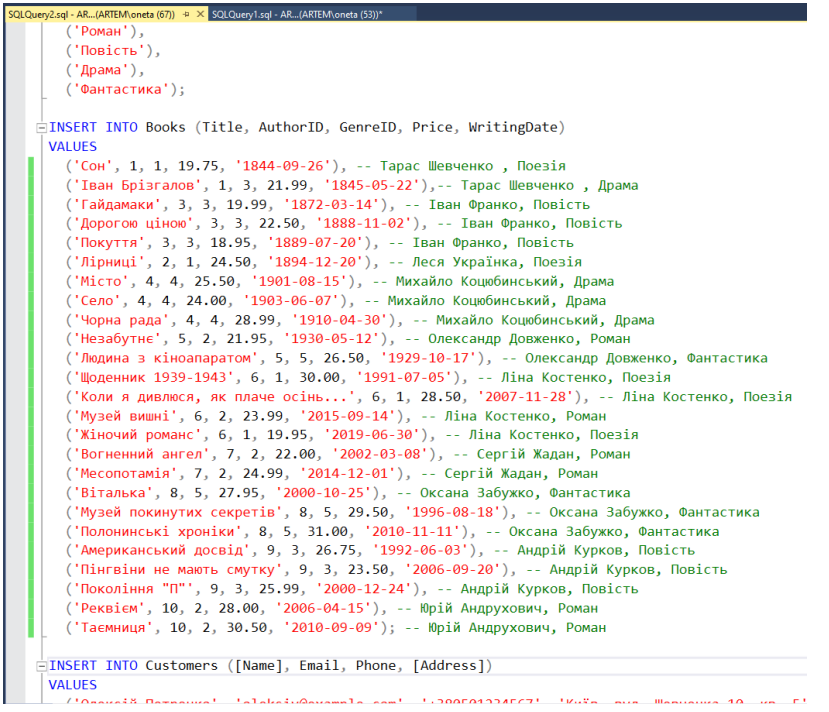 SQLQuery2.sql - AR...(ARTEM\oneta (67)) SQLQuery1.sql - AR...(ARTEM\oneta (53))*
('Роман'),
('Повість'),
('Драма'),
('Фантастика');
INSERT INTO Books (Title, AuthorID, GenreID, Price, WritingDate)
VALUES
('Сон', 1, 1, 19.75, '1844-09-26'), -- Тарас Шевченко , Поезія
('Іван Брізгалов', 1, 3, 21.99, '1845-05-22'),-- Тарас Шевченко , Драма
('Гайдамаки', 3, 3, 19.99, '1872-03-14'), -- Іван Франко, Повість
('Дорогою ціною', 3, 3, 22.50, '1888-11-02'), -- Іван Франко, Повість
('Покуття', 3, 3, 18.95, '1889-07-20'), -- Іван Франко, Повість
('Лірниці', 2, 1, 24.50, '1894-12-20'), -- Леся Українка, Поезія
('Місто', 4, 4, 25.50, '1901-08-15'), -- Михайло Коцюбинський, Драма
('Село', 4, 4, 24.00, '1903-06-07'), -- Михайло Коцюбинський, Драма
('Чорна рада', 4, 4, 28.99, '1910-04-30'), -- Михайло Коцюбинський, Драма
('Незабутнє', 5, 2, 21.95, '1930-05-12'), -- Олександр Довженко, Роман
('Людина з кіноапаратом', 5, 5, 26.50, '1929-10-17'), -- Олександр Довженко, Фантастика
('Щоденник 1939-1943', 6, 1, 30.00, '1991-07-05'), -- Ліна Костенко, Поезія
('Коли я дивлюся, як плаче осінь...', 6, 1, 28.50, '2007-11-28'), -- Ліна Костенко, Поезія
('Музей вишні', 6, 2, 23.99, '2015-09-14'), -- Ліна Костенко, Роман
('Жіночий романс', 6, 1, 19.95, '2019-06-30'), -- Ліна Костенко, Поезія
('Вогненний ангел', 7, 2, 22.00, '2002-03-08'), -- Сергій Жадан, Роман
('Месопотамія', 7, 2, 24.99, '2014-12-01'), -- Сергій Жадан, Роман
('Віталька', 8, 5, 27.95, '2000-10-25'), -- Оксана Забужко, Фантастика
('Музей покинутих секретів', 8, 5, 29.50, '1996-08-18'), -- Оксана Забужко, Фантастика
('Полонинські хроніки', 8, 5, 31.00, '2010-11-11'), -- Оксана Забужко, Фантастика
('Американський досвід', 9, 3, 26.75, '1992-06-03'), -- Андрій Курков, Повість
('Пінгвіни не мають смутку', 9, 3, 23.50, '2006-09-20'), -- Андрій Курков, Повість
('Покоління "П"', 9, 3, 25.99, '2000-12-24'), -- Андрій Курков, Повість
('Реквієм', 10, 2, 28.00, '2006-04-15'), -- Юрій Андрухович, Роман
('Таємниця', 10, 2, 30.50, '2010-09-09'); -- Юрій Андрухович, Роман
INSERT INTO Customers ([Name], Email, Phone, [Address])
VALUES